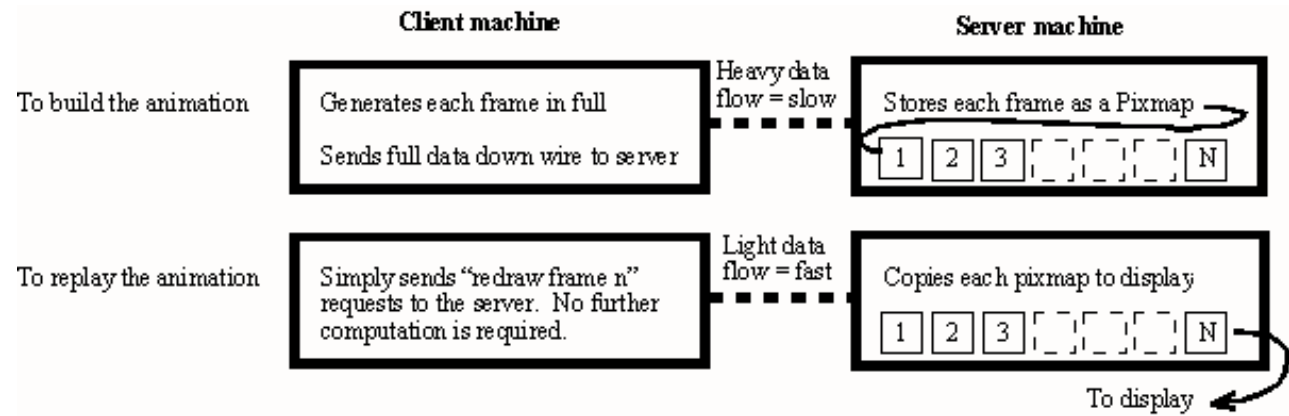 Client machine
Server machine
To build the animation
Generates each frame in full
Sends full data down wire to server
Heavy data
flow = slow
Stores each frame as a Pixmap
1 2 3 N
To replay the animation
Simply sends “redraw frame n”
requests to the server. No further
computation is required.
Light data
flow = fast
Copies each pixmap to display
1 2 3 N
To display